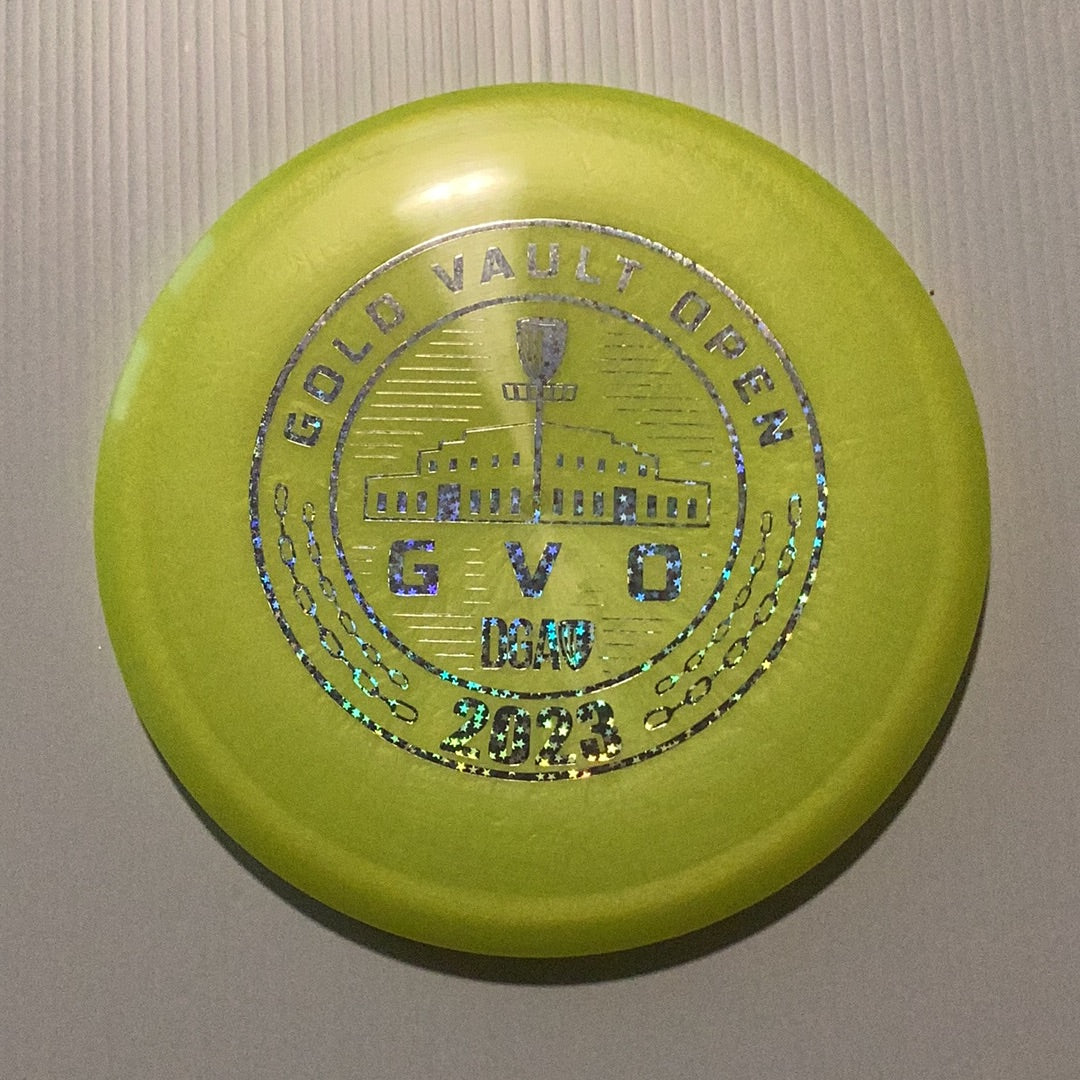 GOLD VAULT OPEN
G V O
DGA
2023